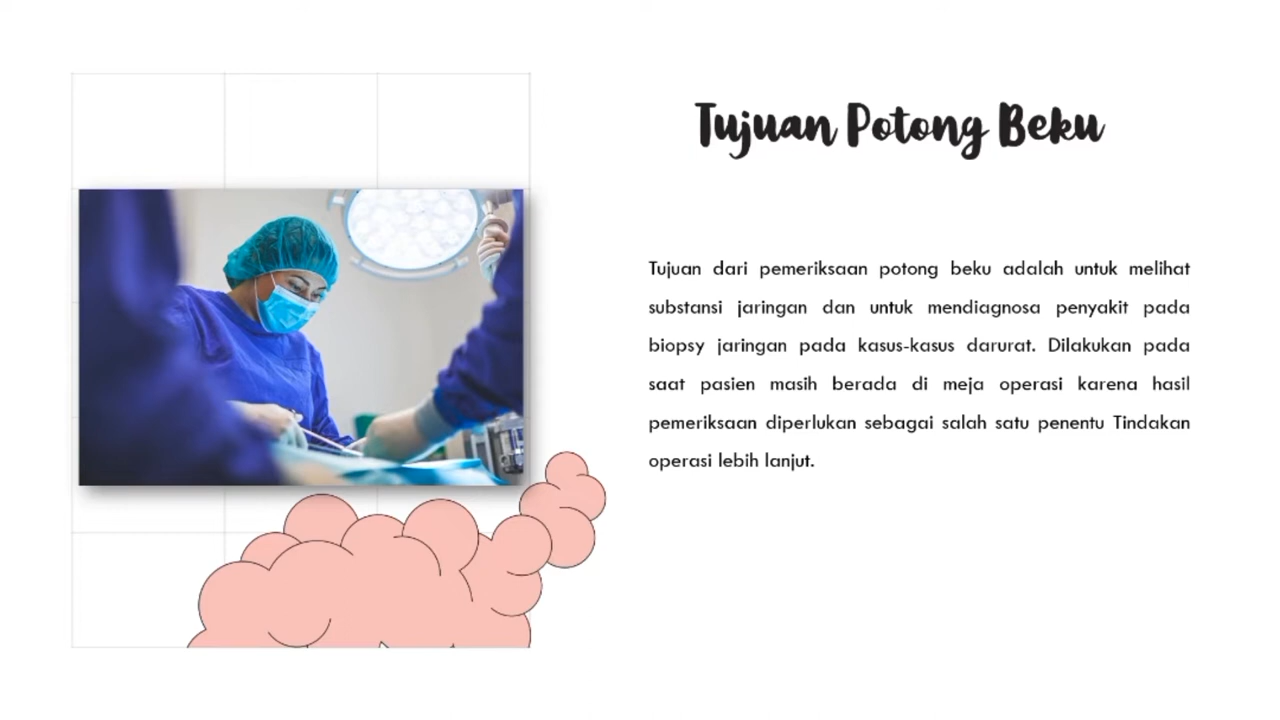 Tujuan Potong Beku
Tujuan dari pemeriksaan potong beku adalah untuk melihat
substansi jaringan dan untuk mendiagnosa penyakit pada
biopsy jaringan pada kasus-kasus darurat. Dilakukan pada
saat pasien masih berada di meja operasi karena hasil
pemeriksaan diperlukan sebagai salah satu penentu Tindakan
operasi lebih lanjut.